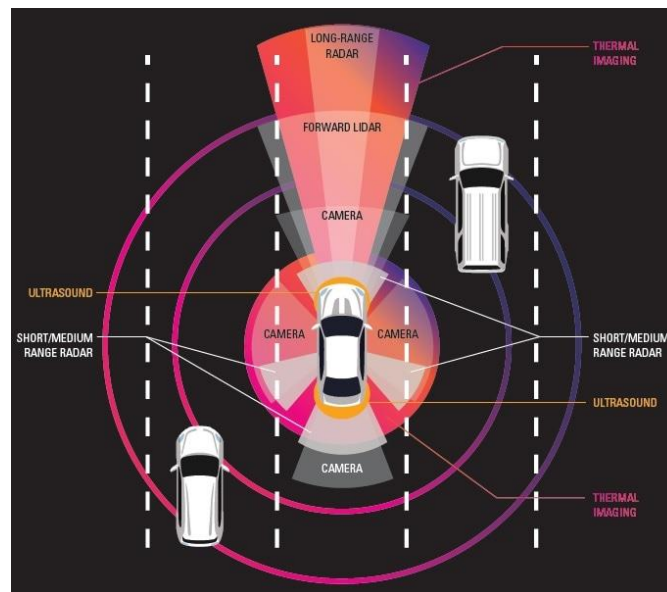 LONG-RANGE
RADAR
THERMAL
IMAGING
FORWARD LIDAR
CAMERA
ULTRASOUND
SHORT/MEDIUM
RANGE RADAR
CAMERA
CAMERA
SHORT/MEDIUM
RANGE RADAR
ULTRASOUND
CAMERA
THERMAL
IMAGING